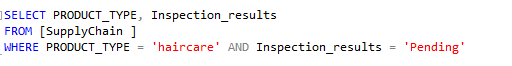 SELECT PRODUCT_TYPE, Inspection_results
FROM [SupplyChain ]
WHERE PRODUCT_TYPE = 'haircare' AND Inspection_results = 'Pending'